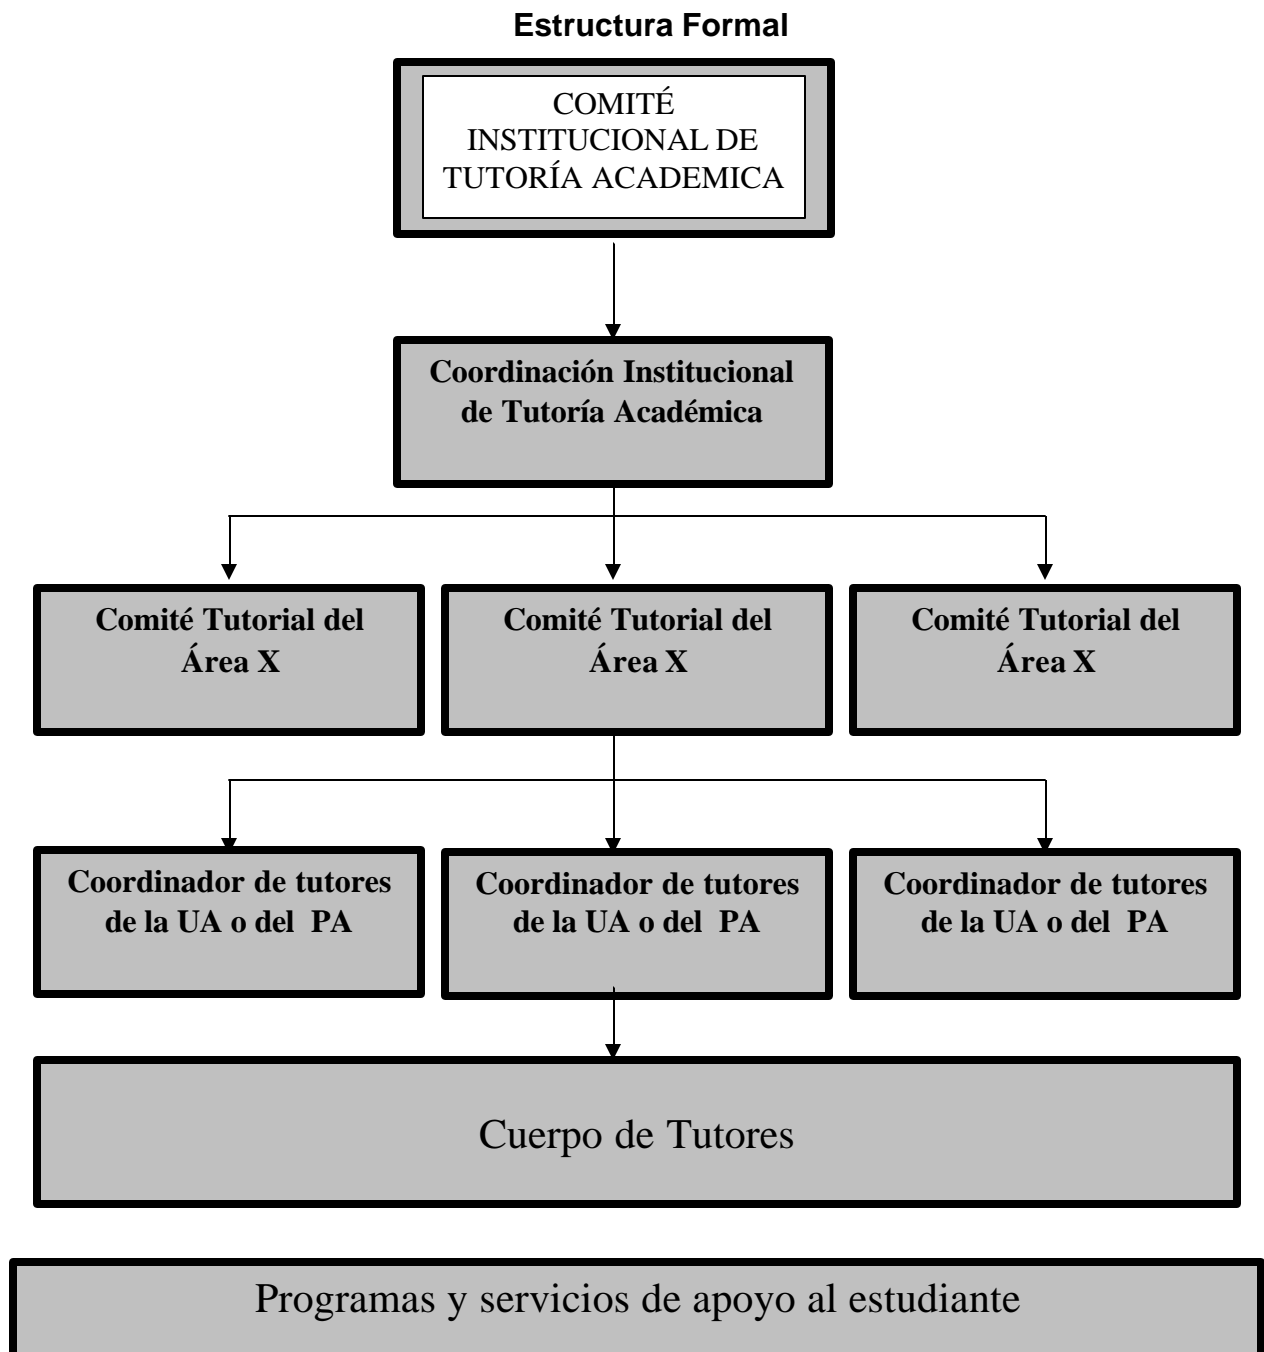 Estructura Formal
COMITÉ
INSTITUCIONAL DE
TUTORÍA ACADEMICA
Coordinación Institucional
de Tutoría Académica
Comité Tutorial del
Área X
Comité Tutorial del
Área X
Comité Tutorial del
Área X
Coordinador de tutores
de la UA o del PA
Coordinador de tutores
de la UA o del PA
Coordinador de tutores
de la UA o del PA
Cuerpo de Tutores
Programas y servicios de apoyo al estudiante